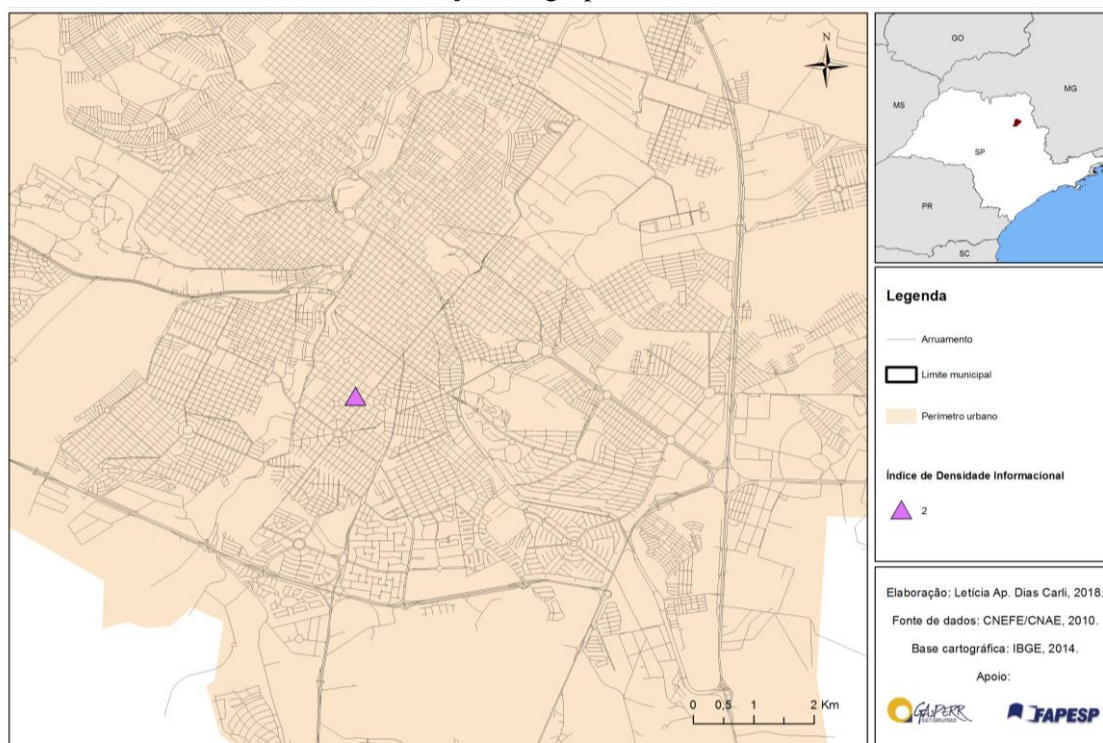 N
0 0,5 1 2 Km
GO
MG
MS
SP
PR
SC
Legenda
Arruamento
Limite municipal
Perímetro urbano
Índice de Densidade Informacional
2
Elaboração: Letícia Ap. Dias Carli, 2018.
Fonte de dados: CNEFE/CNAE, 2010.
Base cartográfica: IBGE, 2014.
Apoio:
GAsPERR
FAPESP